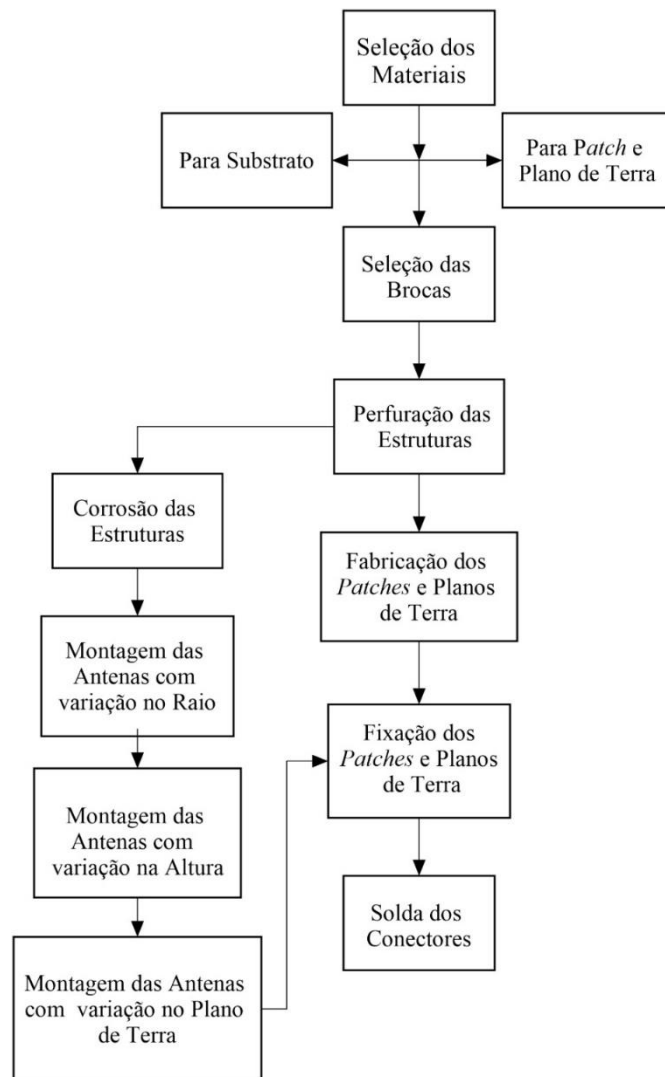 Seleção dos
Materiais
Para Substrato
Para Patch e
Plano de Terra
Seleção das
Brocas
Perfuração das
Estruturas
Corrosão das
Estruturas
Fabricação dos
Patches e Planos
de Terra
Montagem das
Antenas com
variação no Raio
Fixação dos
Patches e Planos
de Terra
Montagem das
Antenas com
variação na Altura
Solda dos
Conectores
Montagem das Antenas
com variação no Plano
de Terra